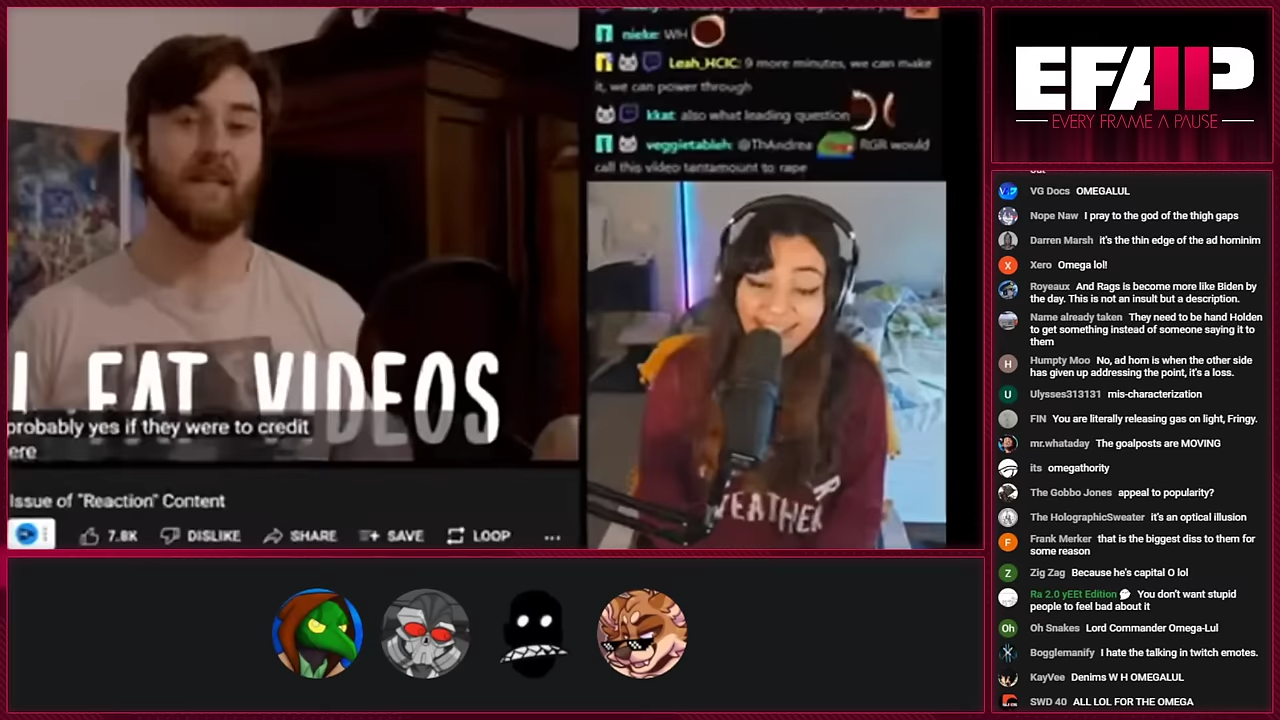 nieke: WH
Leah_HCIC: 9 more minutes, we can make
it, we can power through
kkat: also what leading question
veggietableh: @ThAndrea RGR would
call this video tantamount to rape
EAT VIDEOS
probably yes if they were to credit
ere
Issue of "Reaction" Content
7.8K DISLIKE SHARE SAVE LOOP ...
EFAP
EVERY FRAME A PAUSE
VG Docs OMEGALUL
Nope Naw I pray to the god of the thigh gaps
Darren Marsh it's the thin edge of the ad hominim
Xero Omega lol!
Royeaux And Rags is become more like Biden by
the day. This is not an insult but a description.
Name already taken They need to be hand Holden
to get something instead of someone saying it to
them
Humpty Moo No, ad hom is when the other side
has given up addressing the point, it's a loss.
Ulysses313131 mis-characterization
FIN You are literally releasing gas on light, Fringy.
mr.whataday The goalposts are MOVING
its omegathority
The Gobbo Jones appeal to popularity?
The HolographicSweater it's an optical illusion
Frank Merker that is the biggest diss to them for
some reason
Zig Zag Because he's capital O lol
Ra 2.0 yEEt Edition You don't want stupid
people to feel bad about it
Oh Snakes Lord Commander Omega-Lul
Bogglemanify I hate the talking in twitch emotes.
KayVee Denims W H OMEGALUL
SWD 40 ALL LOL FOR THE OMEGA